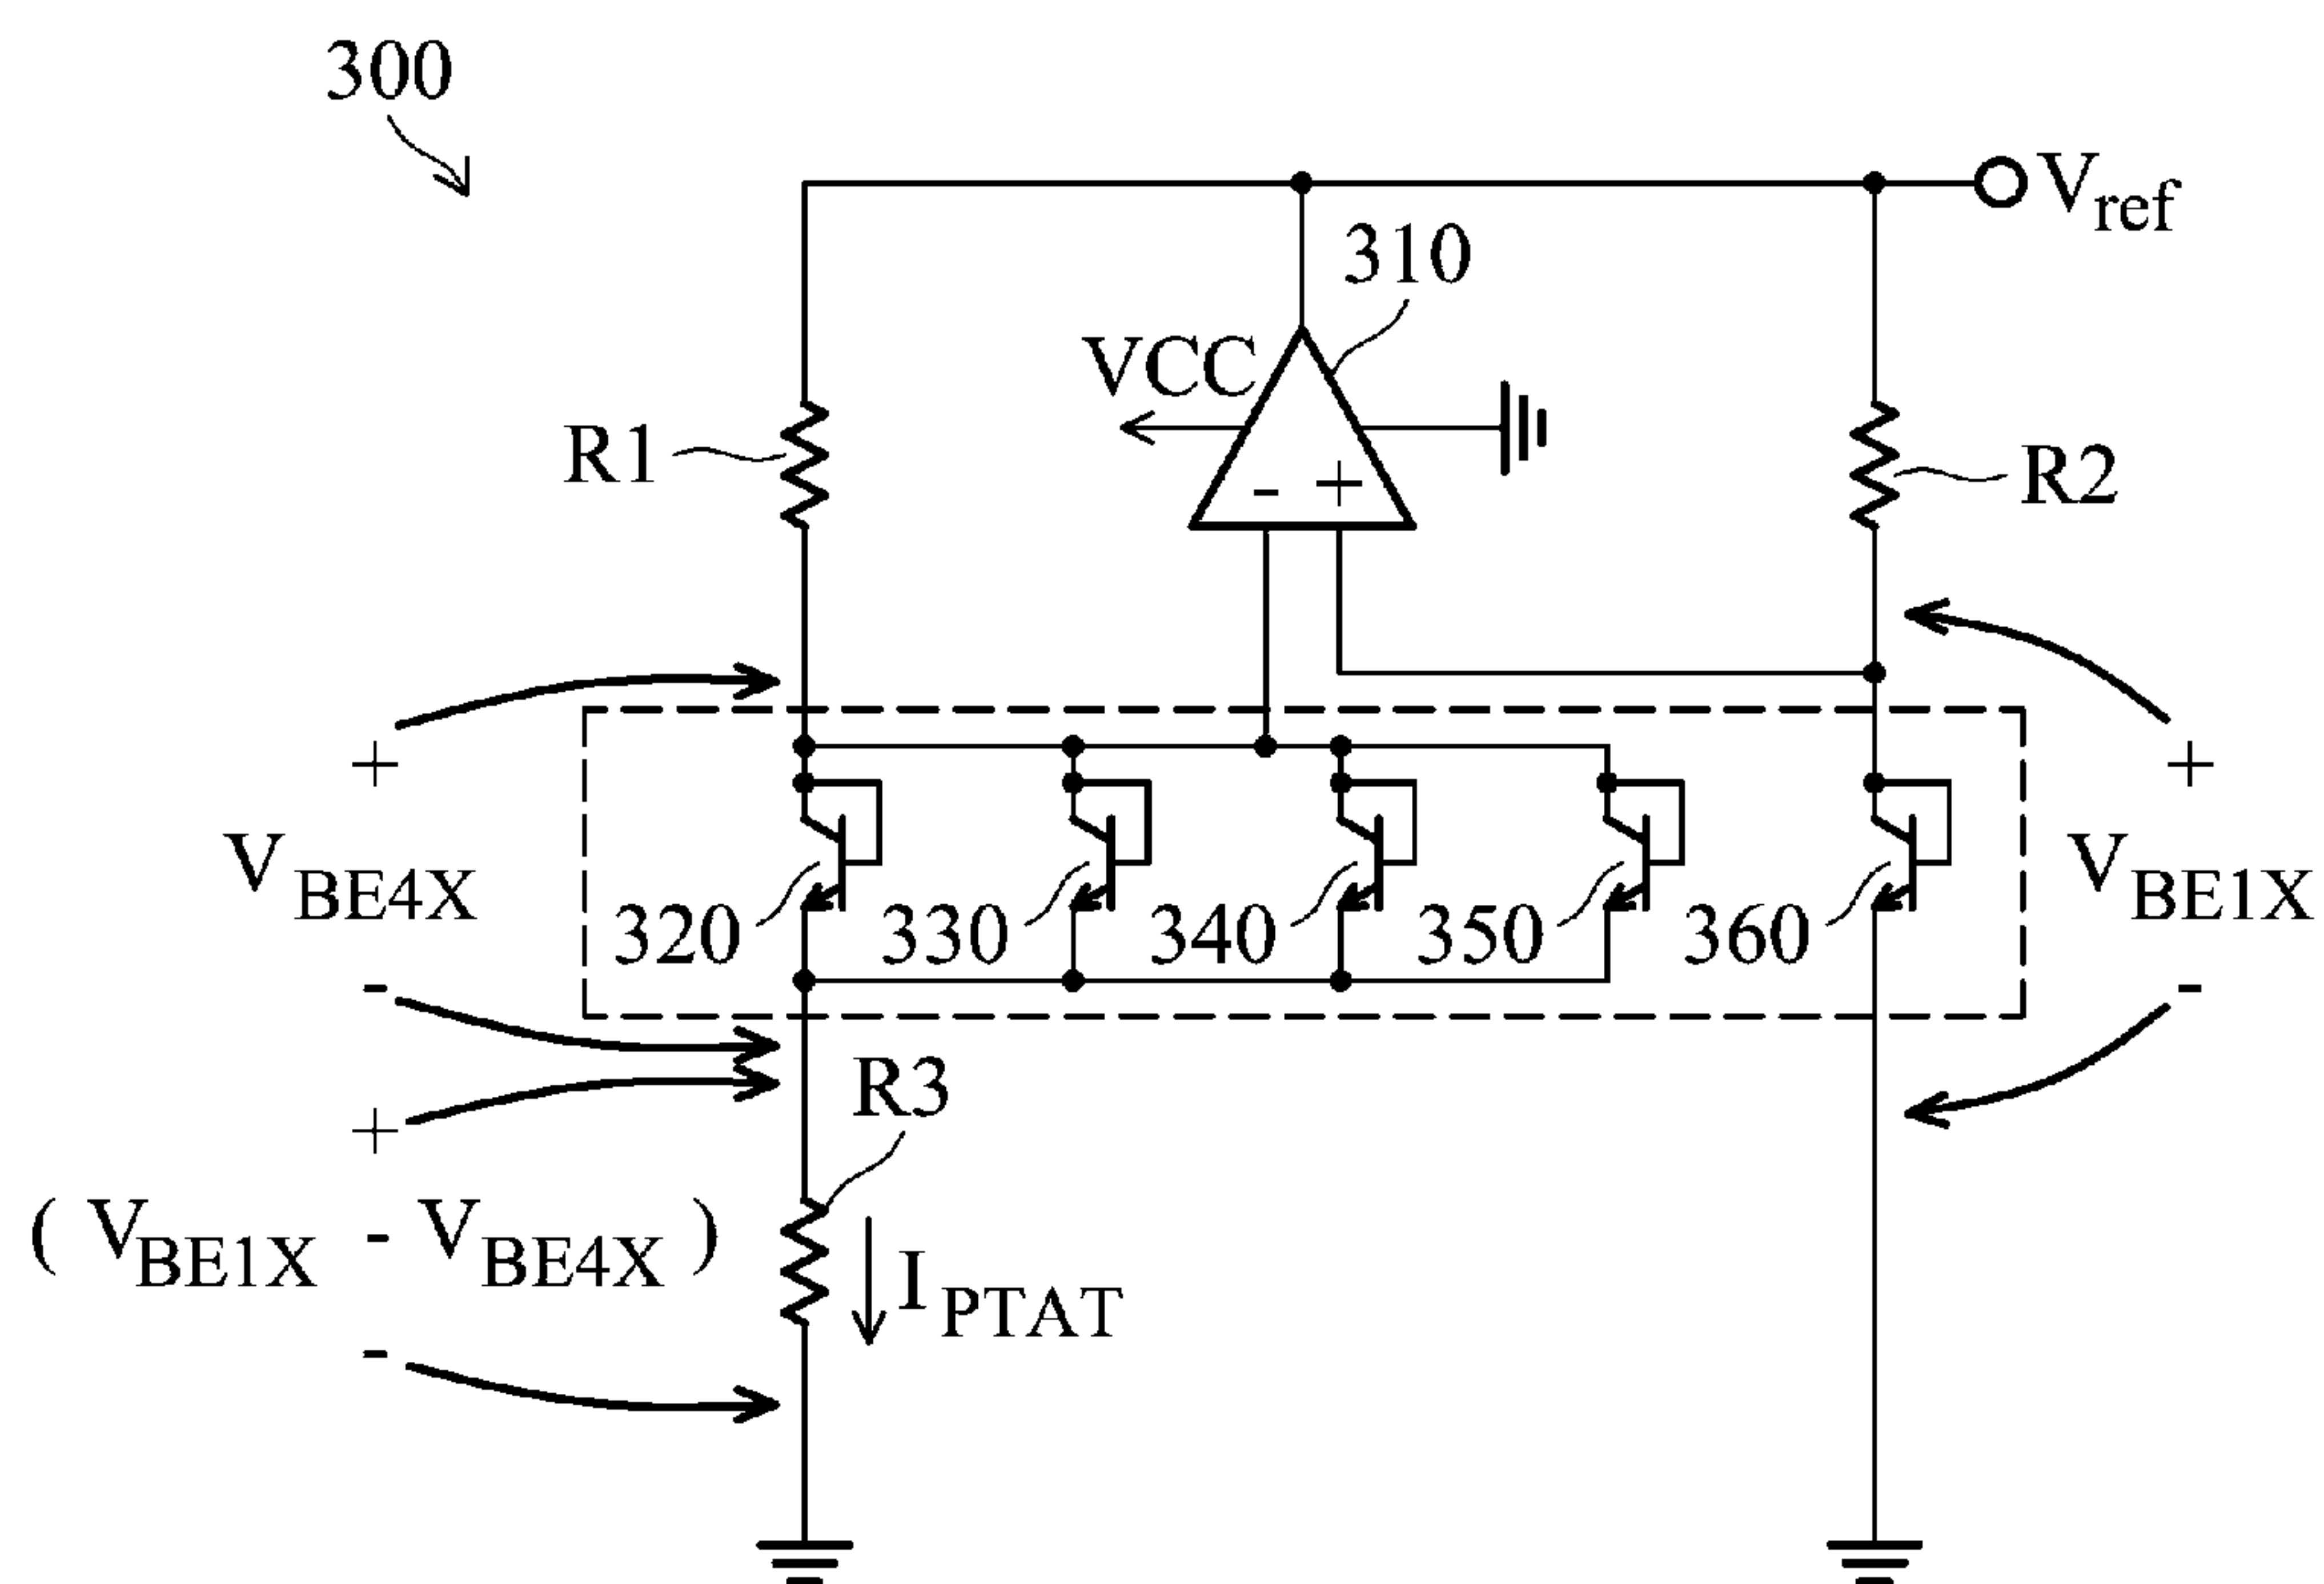 300
Vref
310
VCC
R1
- +
R2
+
+
VBE4X
VBE1X
320 330 340 350 360
-
-
R3
+
( VBE1X - VBE4X )
IPTAT
-